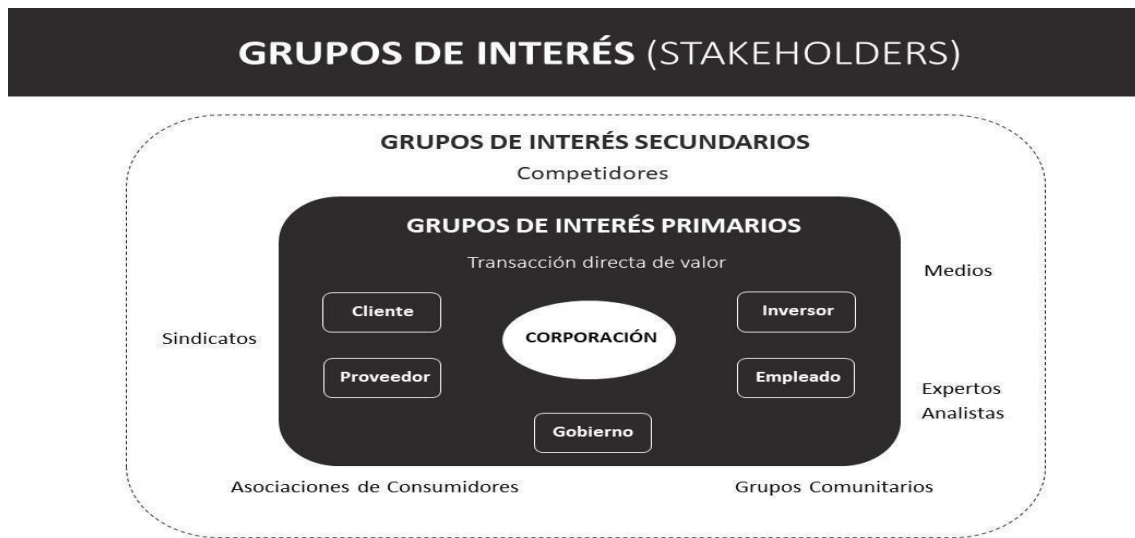 GRUPOS DE INTERÉS (STAKEHOLDERS)
GRUPOS DE INTERÉS SECUNDARIOS
Competidores
GRUPOS DE INTERÉS PRIMARIOS
Transacción directa de valor
Medios
Cliente
Inversor
Sindicatos
CORPORACIÓN
Proveedor
Empleado
Expertos
Analistas
Gobierno
Asociaciones de Consumidores
Grupos Comunitarios